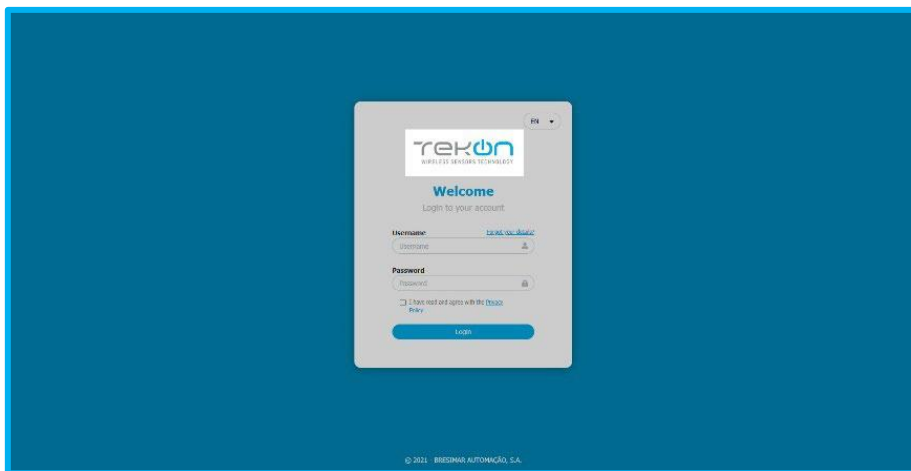 EN
TEKON
WIRELESS SENSORS TECHNOLOGY
Welcome
Login to your account
Username
Forgot your details?
Username
Password
Password
I have read and agree with the Privacy
Policy
Login
© 2021 - BRESIMAR AUTOMAÇÃO, S.A.